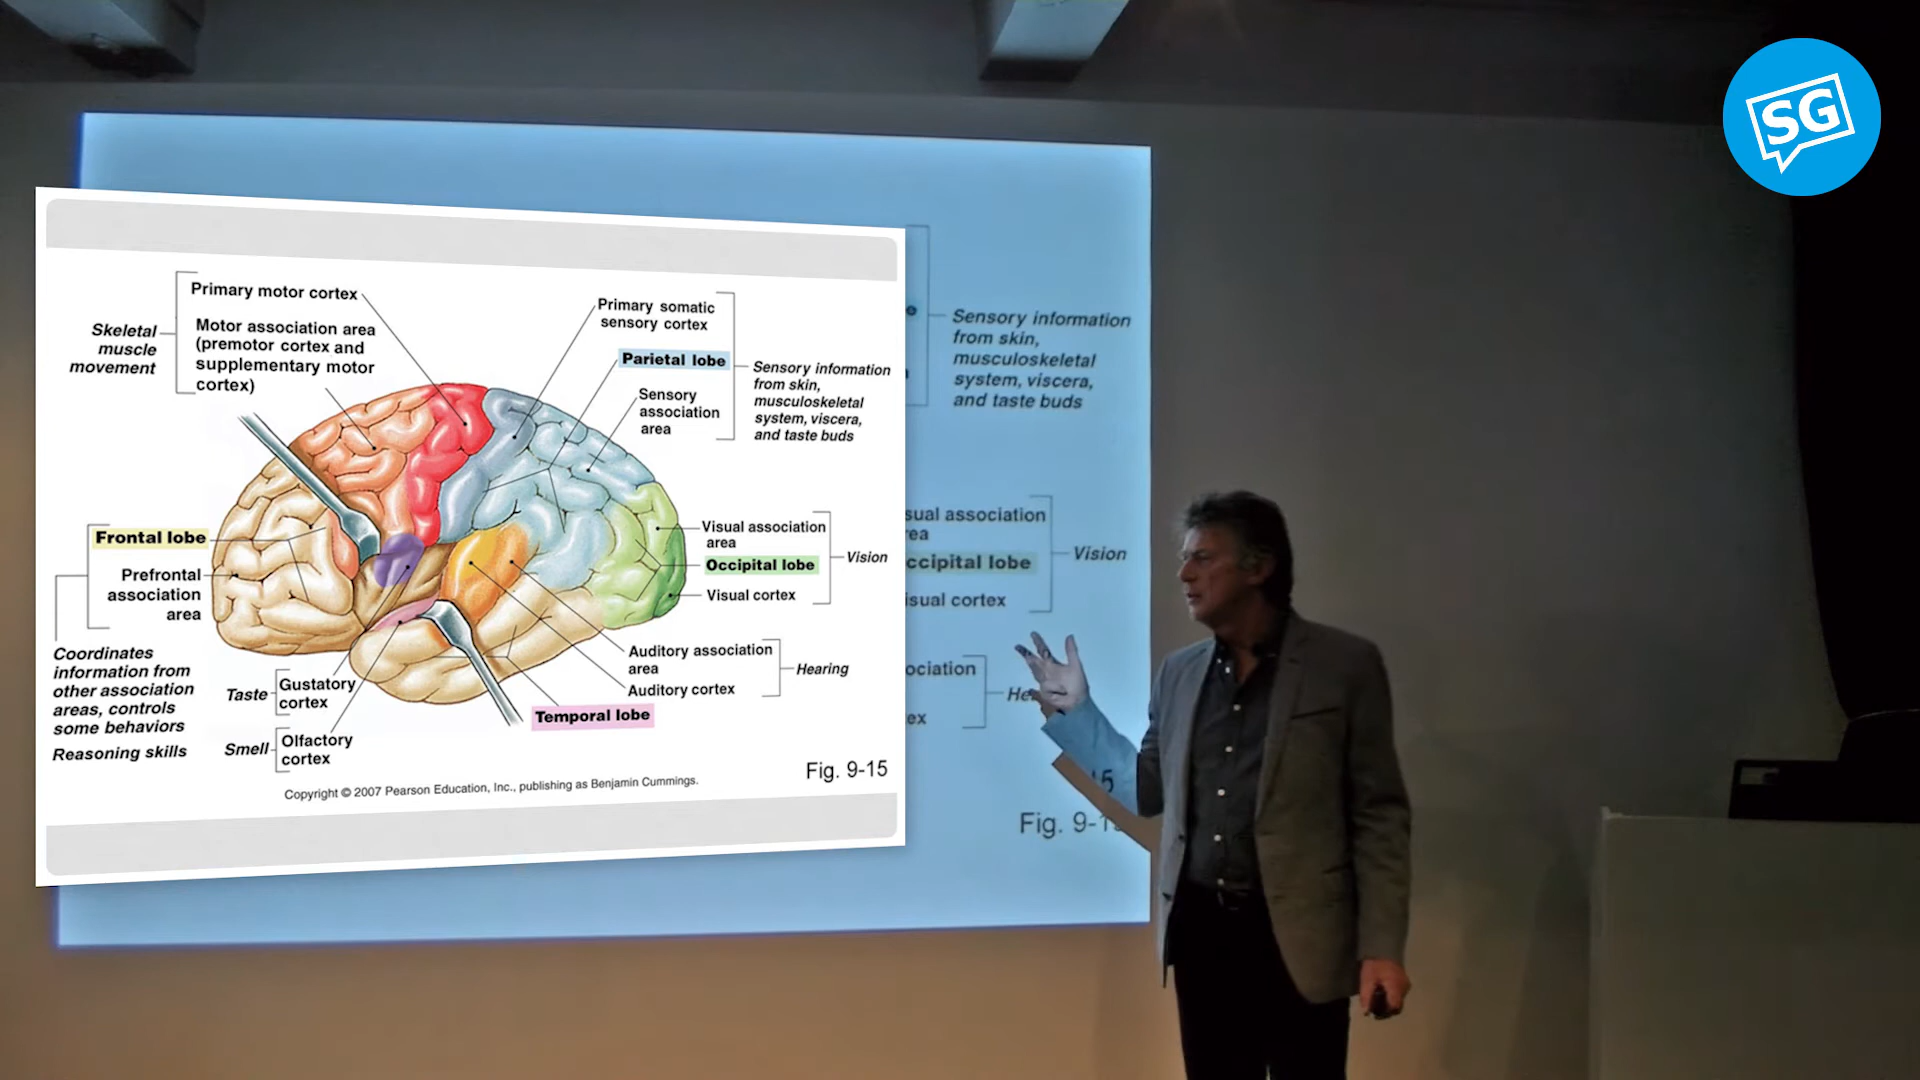 SG
Primary motor cortex
Motor association area
(premotor cortex and
supplementary motor
cortex)
Skeletal
muscle
movement
Primary somatic
sensory cortex
Parietal lobe
Sensory
association
area
Sensory information
from skin,
musculoskeletal
system, viscera,
and taste buds
Frontal lobe
Prefrontal
association
area
Coordinates
information from
other association
areas, controls
some behaviors
Reasoning skills
Visual association
area
Occipital lobe
Visual cortex
Vision
Auditory association
area
Auditory cortex
Hearing
Temporal lobe
Taste
Gustatory
cortex
Smell
Olfactory
cortex
Fig. 9-15
Copyright © 2007 Pearson Education, Inc., publishing as Benjamin Cummings.
Sensory information
from skin,
musculoskeletal
system, viscera,
and taste buds
sual association
ea
ccipital lobe
isual cortex
Vision
ociation
ex
He
15
Fig. 9-1